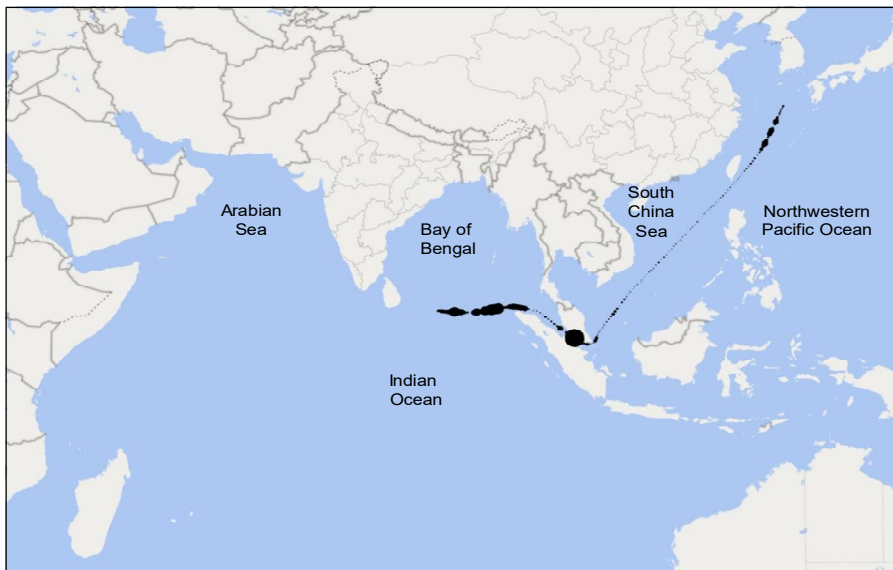 South
China
Sea
Arabian
Sea
Northwestern
Pacific Ocean
Bay of
Bengal
Indian
Ocean